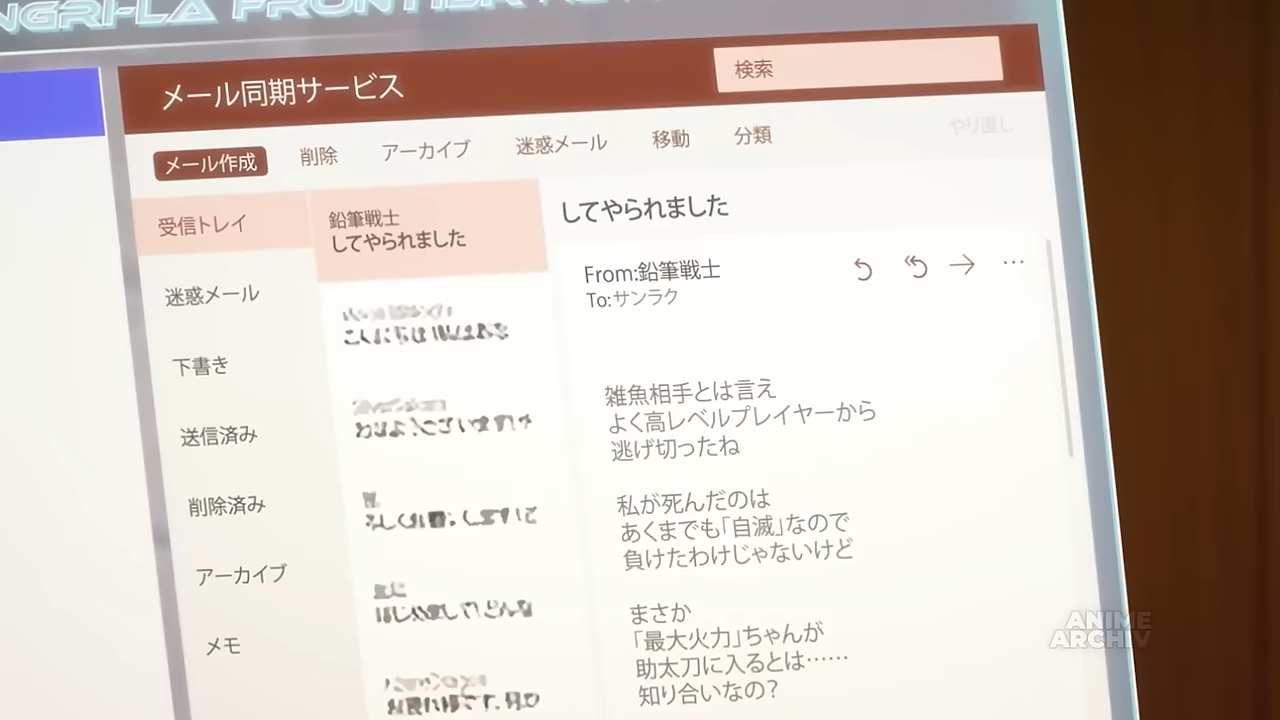 NGRI-LA FRONTIER
メール同期サービス
検索
メール作成
削除
アーカイブ
迷惑メール
移動
分類
やり直し
受信トレイ
迷惑メール
下書き
送信済み
削除済み
アーカイブ
メモ
鉛筆戦士
してやられました
してやられました
From:鉛筆戦士
To:サンラク
雑魚相手とは言え
よく高レベルプレイヤーから
逃げ切ったね
私が死んだのは
あくまでも「自滅」なので
負けたわけじゃないけど
まさか
「最大火力」ちゃんが
助太刀に入るとは……
知り合いなの?
ANIME
ARCHIV